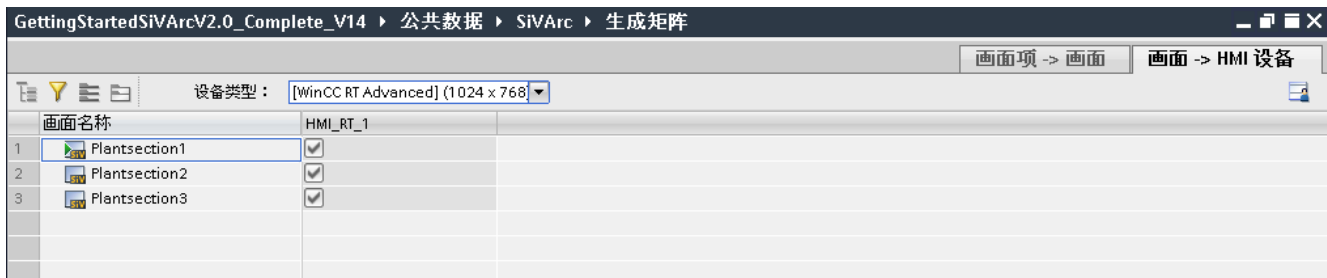 GettingStartedSiVArcV2.0_Complete_V14 ▸ 公共数据 ▸ SiVArc ▸ 生成矩阵
画面项 -> 画面 画面 -> HMI 设备
设备类型： [WinCC RT Advanced] (1024 x 768)
画面名称 HMI_RT_1
1 Plantsection1
2 Plantsection2
3 Plantsection3